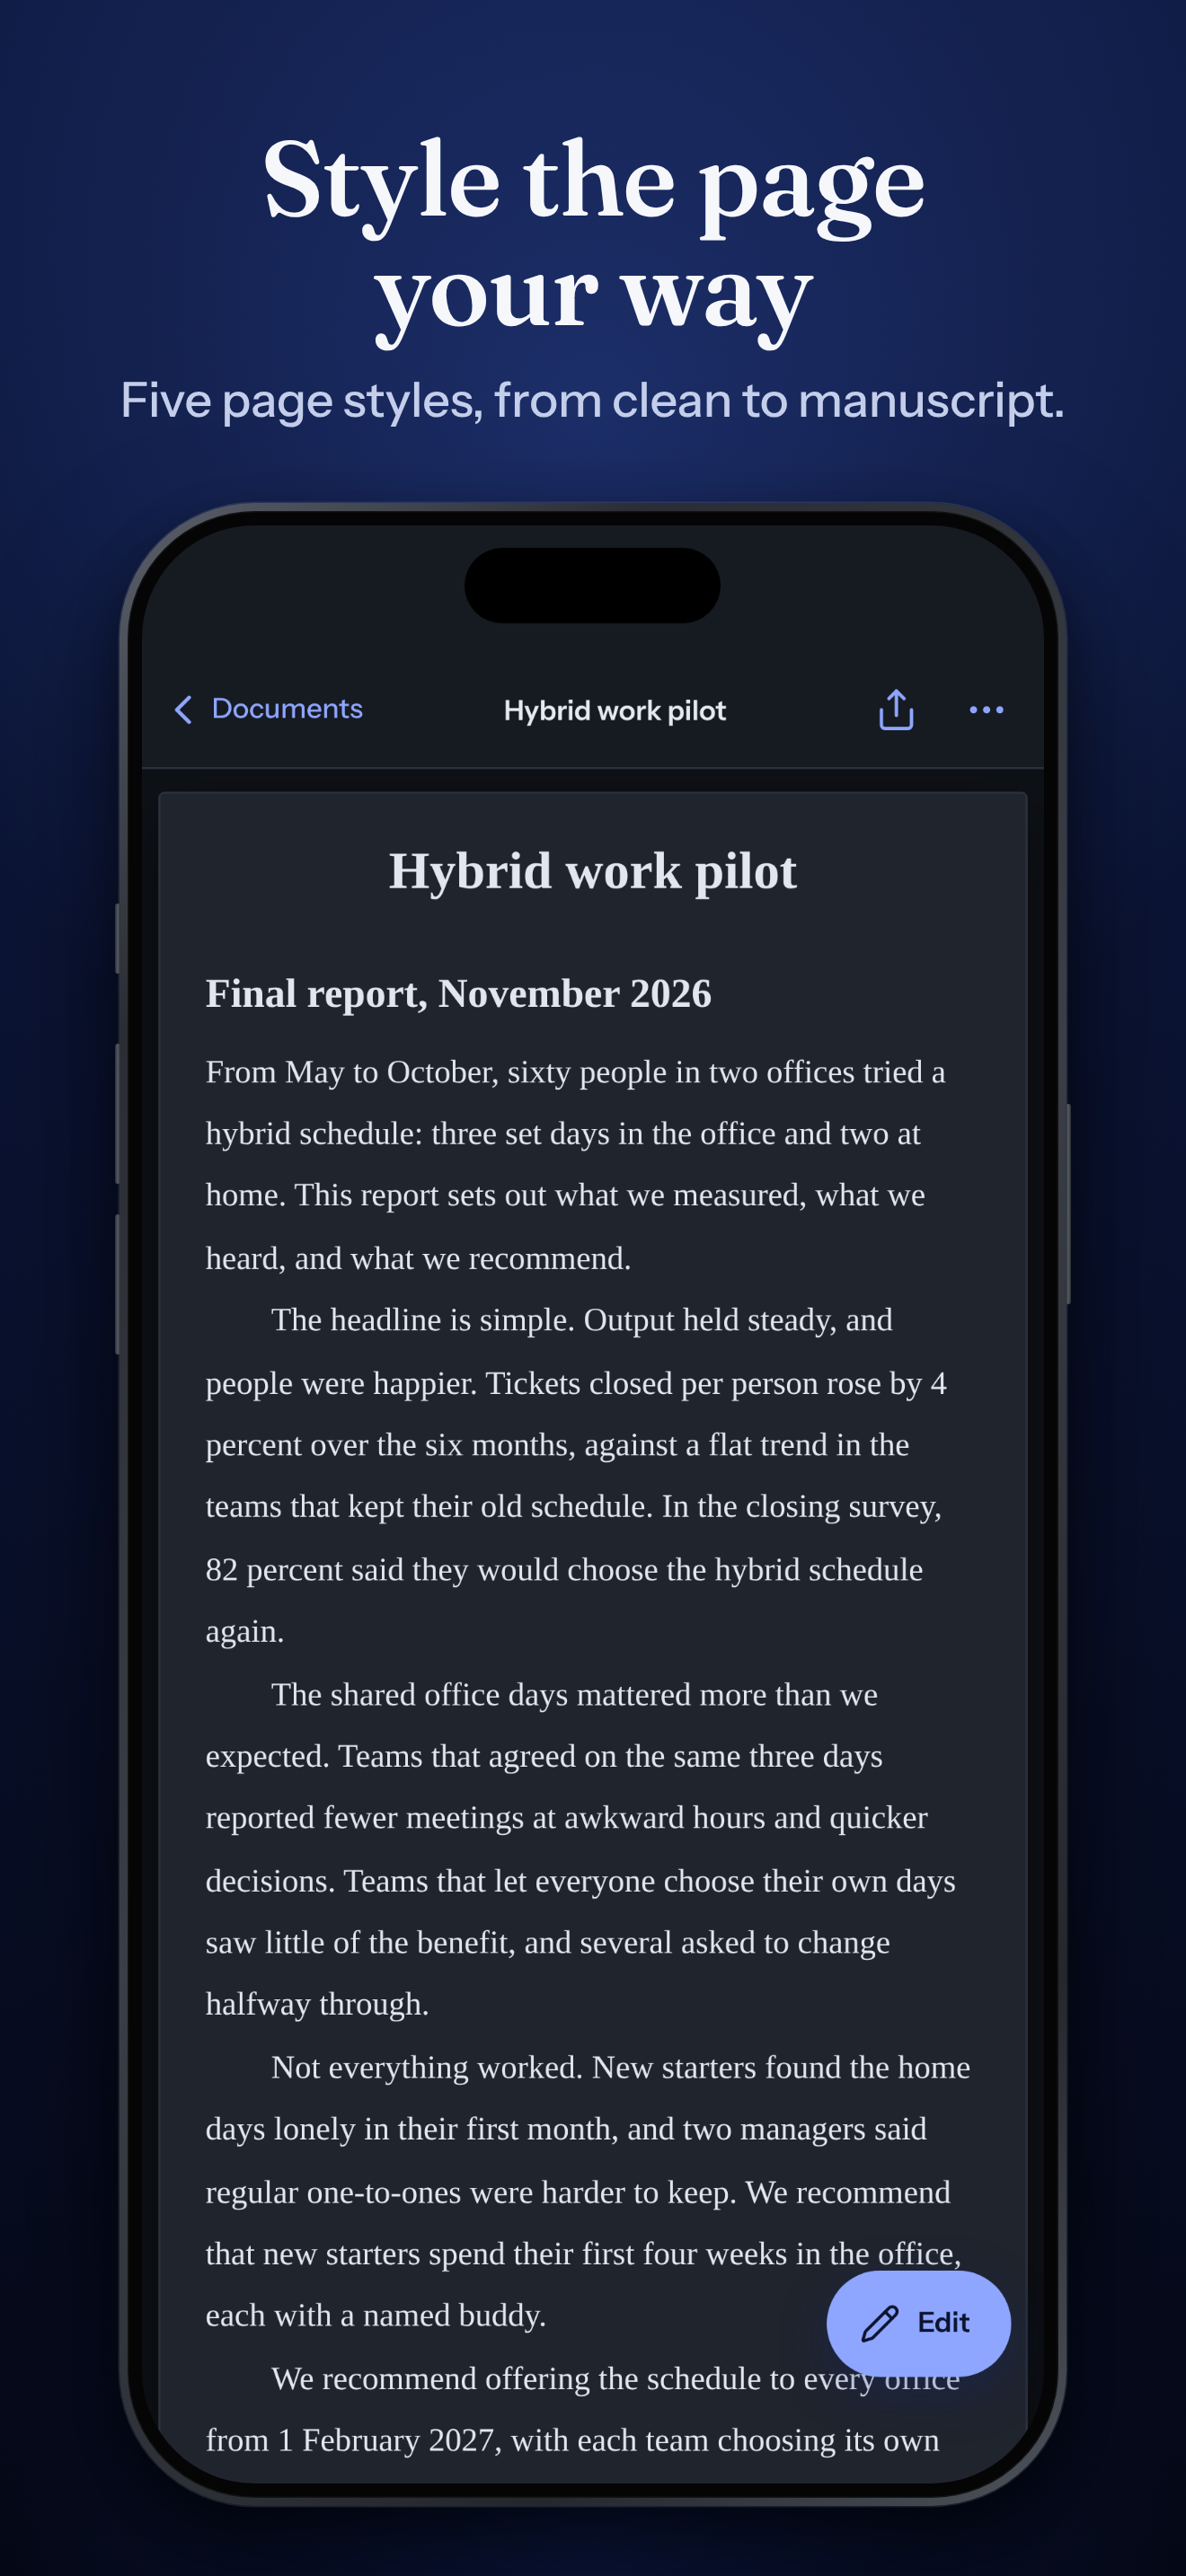 Style the page
your way
Five page styles, from clean to manuscript.
Documents
Hybrid work pilot
Hybrid work pilot
Final report, November 2026
From May to October, sixty people in two offices tried a
hybrid schedule: three set days in the office and two at
home. This report sets out what we measured, what we
heard, and what we recommend.
The headline is simple. Output held steady, and
people were happier. Tickets closed per person rose by 4
percent over the six months, against a flat trend in the
teams that kept their old schedule. In the closing survey,
82 percent said they would choose the hybrid schedule
again.
The shared office days mattered more than we
expected. Teams that agreed on the same three days
reported fewer meetings at awkward hours and quicker
decisions. Teams that let everyone choose their own days
saw little of the benefit, and several asked to change
halfway through.
Not everything worked. New starters found the home
days lonely in their first month, and two managers said
regular one-to-ones were harder to keep. We recommend
that new starters spend their first four weeks in the office,
each with a named buddy.
Edit
We recommend offering the schedule to every office
from 1 February 2027, with each team choosing its own